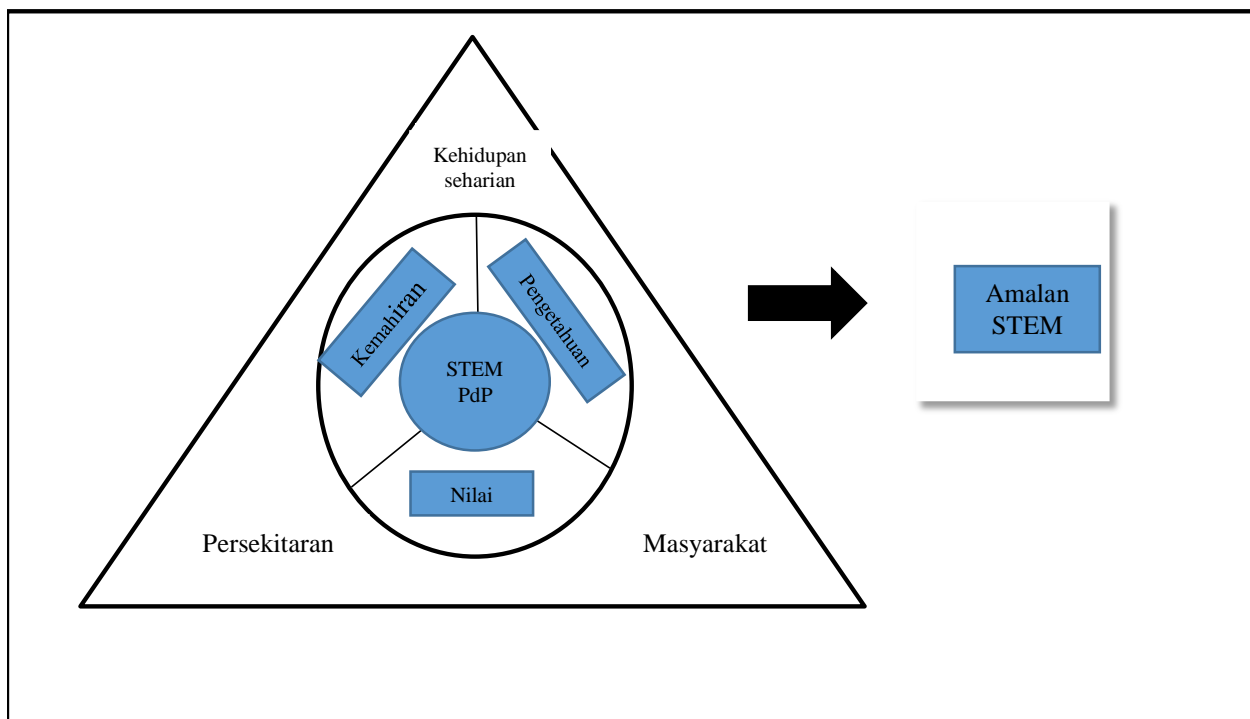 Kehidupan
seharian
Kemahiran
Pengetahuan
STEM
PdP
Nilai
Persekitaran
Masyarakat
Amalan
STEM